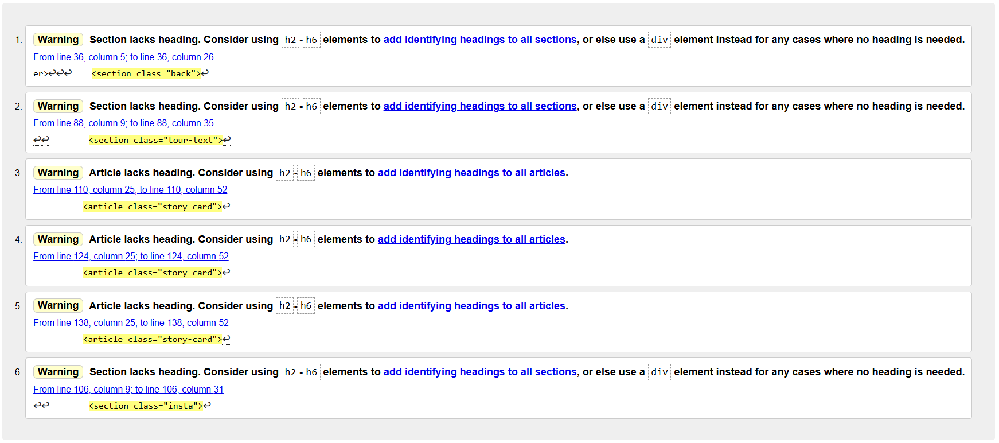 1. Warning Section lacks heading. Consider using h2-h6 elements to add identifying headings to all sections, or else use a div element instead for any cases where no heading is needed.
From line 36, column 5; to line 36, column 26
er>↩↩↩ <section class="back">↩
2. Warning Section lacks heading. Consider using h2-h6 elements to add identifying headings to all sections, or else use a div element instead for any cases where no heading is needed.
From line 88, column 9; to line 88, column 35
↩↩ <section class="tour-text">↩
3. Warning Article lacks heading. Consider using h2-h6 elements to add identifying headings to all articles.
From line 110, column 25; to line 110, column 52
<article class="story-card">↩
4. Warning Article lacks heading. Consider using h2-h6 elements to add identifying headings to all articles.
From line 124, column 25; to line 124, column 52
<article class="story-card">↩
5. Warning Article lacks heading. Consider using h2-h6 elements to add identifying headings to all articles.
From line 138, column 25; to line 138, column 52
<article class="story-card">↩
6. Warning Section lacks heading. Consider using h2-h6 elements to add identifying headings to all sections, or else use a div element instead for any cases where no heading is needed.
From line 106, column 9; to line 106, column 31
↩↩ <section class="insta">↩